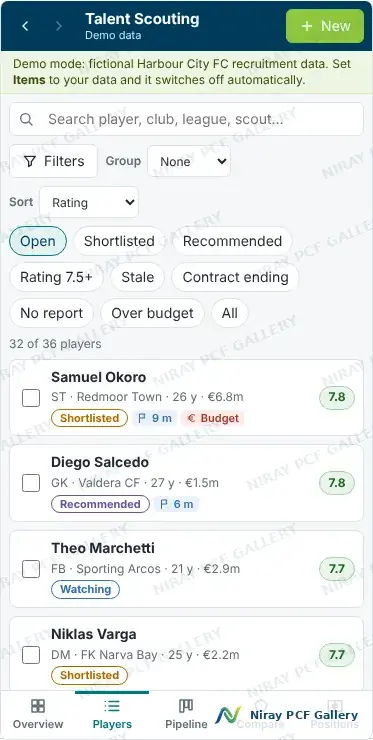 Talent Scouting
Demo data
+ New
Demo mode: fictional Harbour City FC recruitment data. Set
Items to your data and it switches off automatically.
Search player, club, league, scout...
Filters Group None
Sort Rating
Open Shortlisted Recommended
Rating 7.5+ Stale Contract ending
No report Over budget All
32 of 36 players
Samuel Okoro
ST · Redmoor Town · 26 y · €6.8m
7.8
Shortlisted 9 m € Budget
Diego Salcedo
GK · Valdera CF · 27 y · €1.5m
7.8
Recommended 6 m
Theo Marchetti
FB · Sporting Arcos · 21 y · €2.9m
7.7
Watching
Niklas Varga
DM · FK Narva Bay · 25 y · €2.2m
7.7
Shortlisted
Overview Players Pipeline Compare Positions
Niray PCF Gallery
NIRAY PCF GALLERY